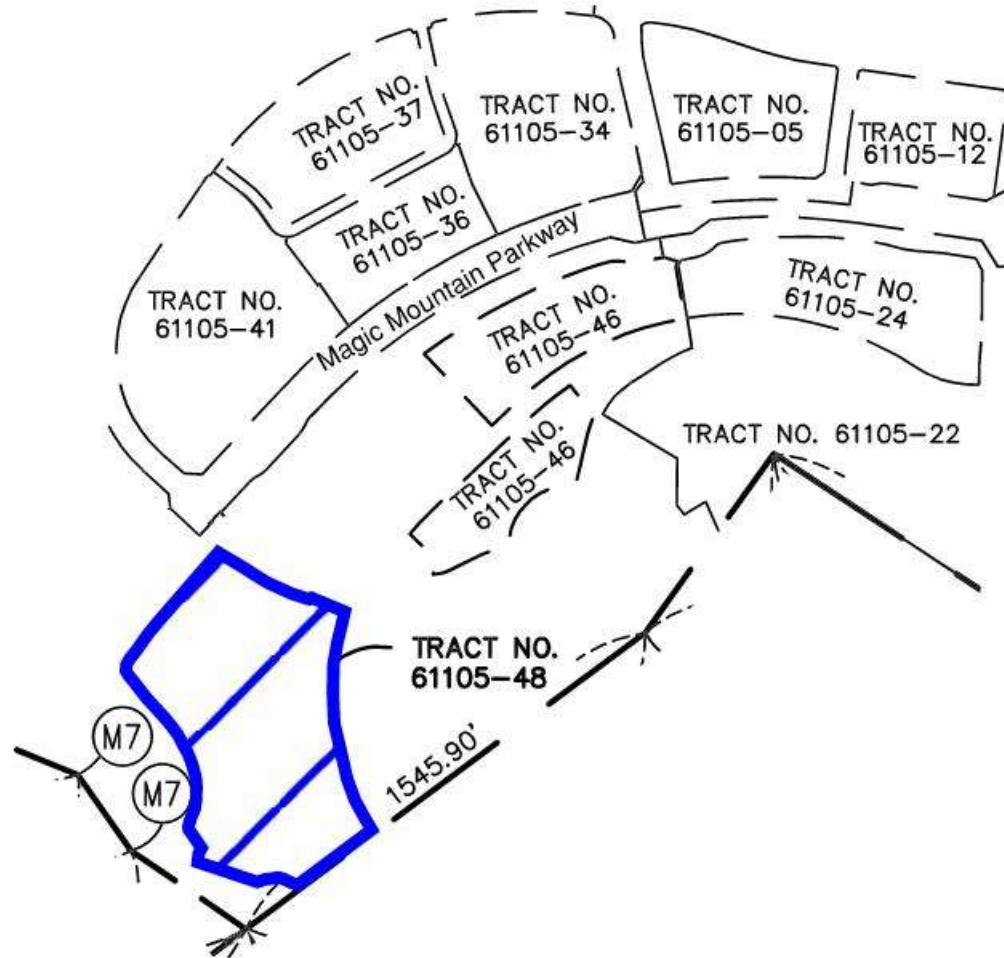 TRACT NO.
61105-37
TRACT NO.
61105-34
TRACT NO.
61105-05
TRACT NO.
61105-12
TRACT NO.
61105-36
TRACT NO.
61105-41
Magic Mountain Parkway
TRACT NO.
61105-46
TRACT NO.
61105-24
TRACT NO.
61105-46
TRACT NO. 61105-22
TRACT NO.
61105-48
M7
M7
1545.90'